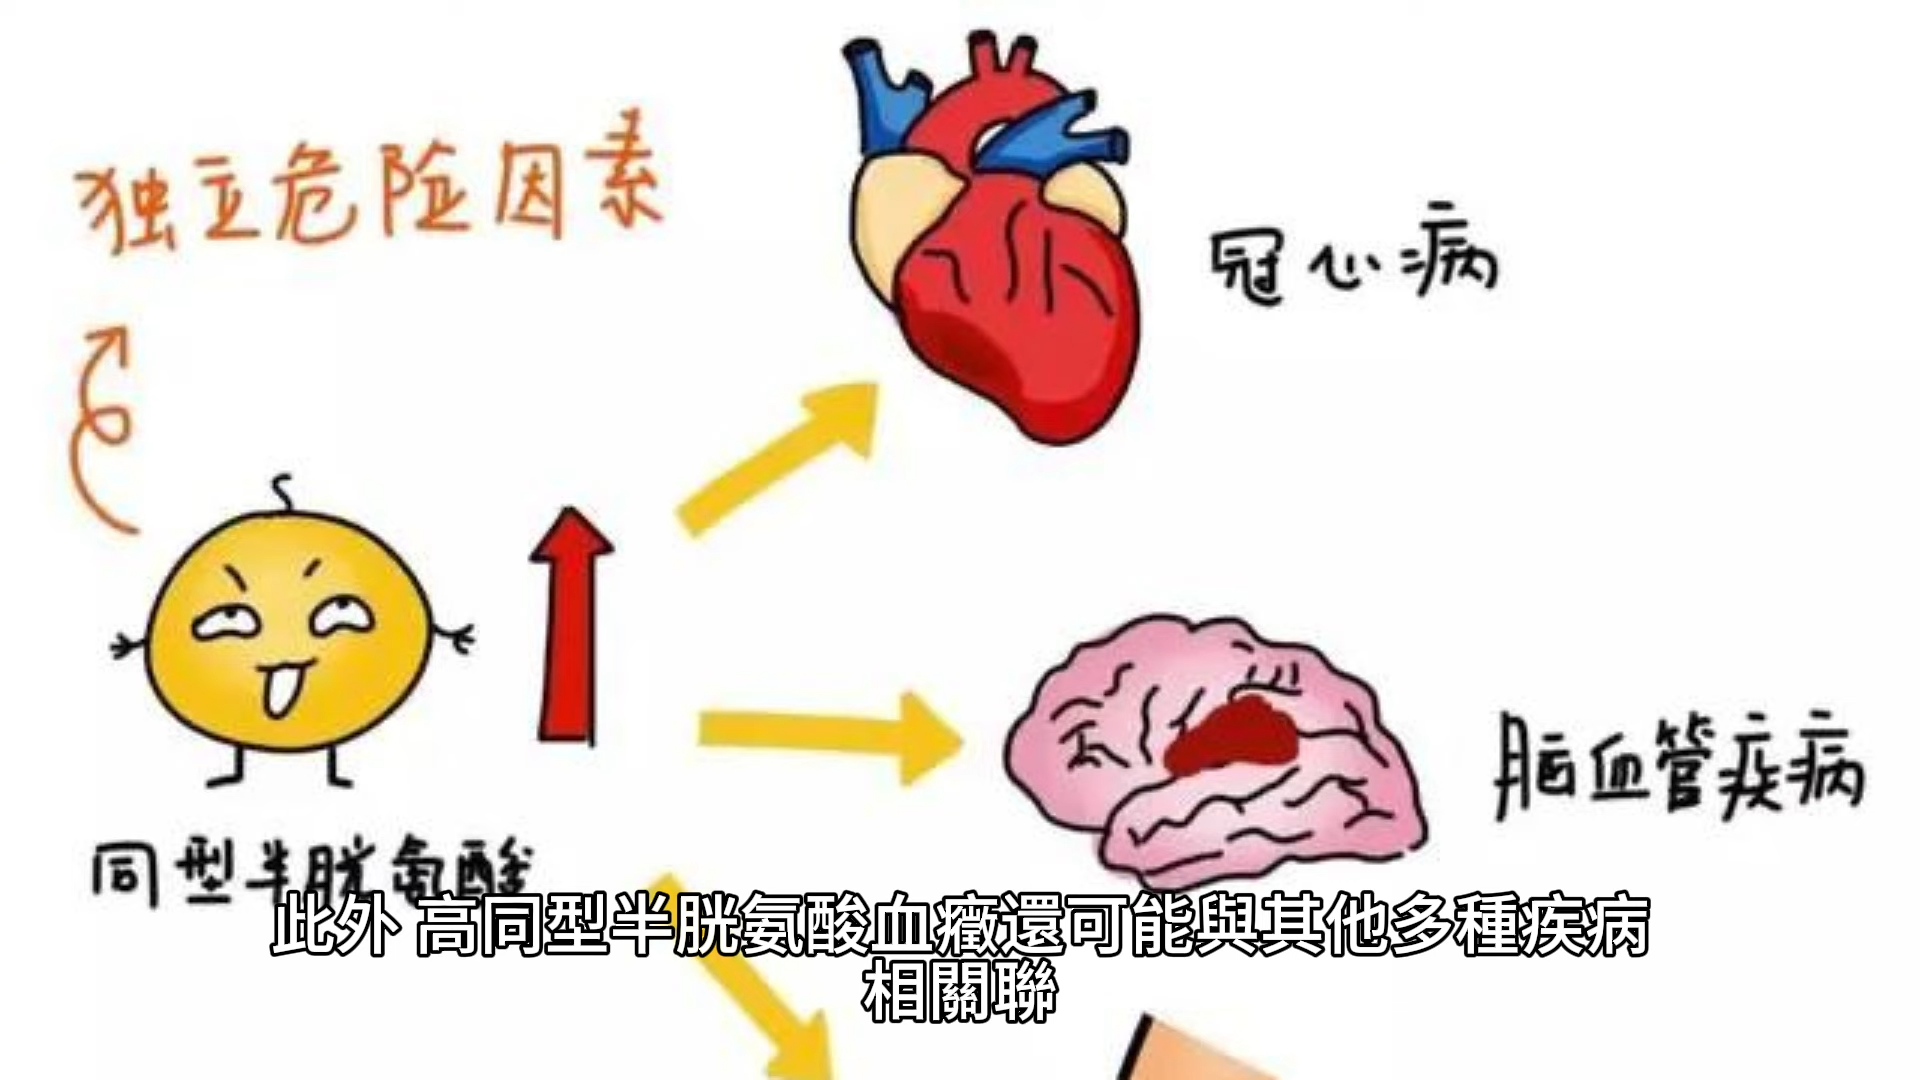 独立危险因素
冠心病
脑血管疾病
同型半胱氨酸
此外 高同型半胱氨酸血癥還可能與其他多種疾病
相關聯